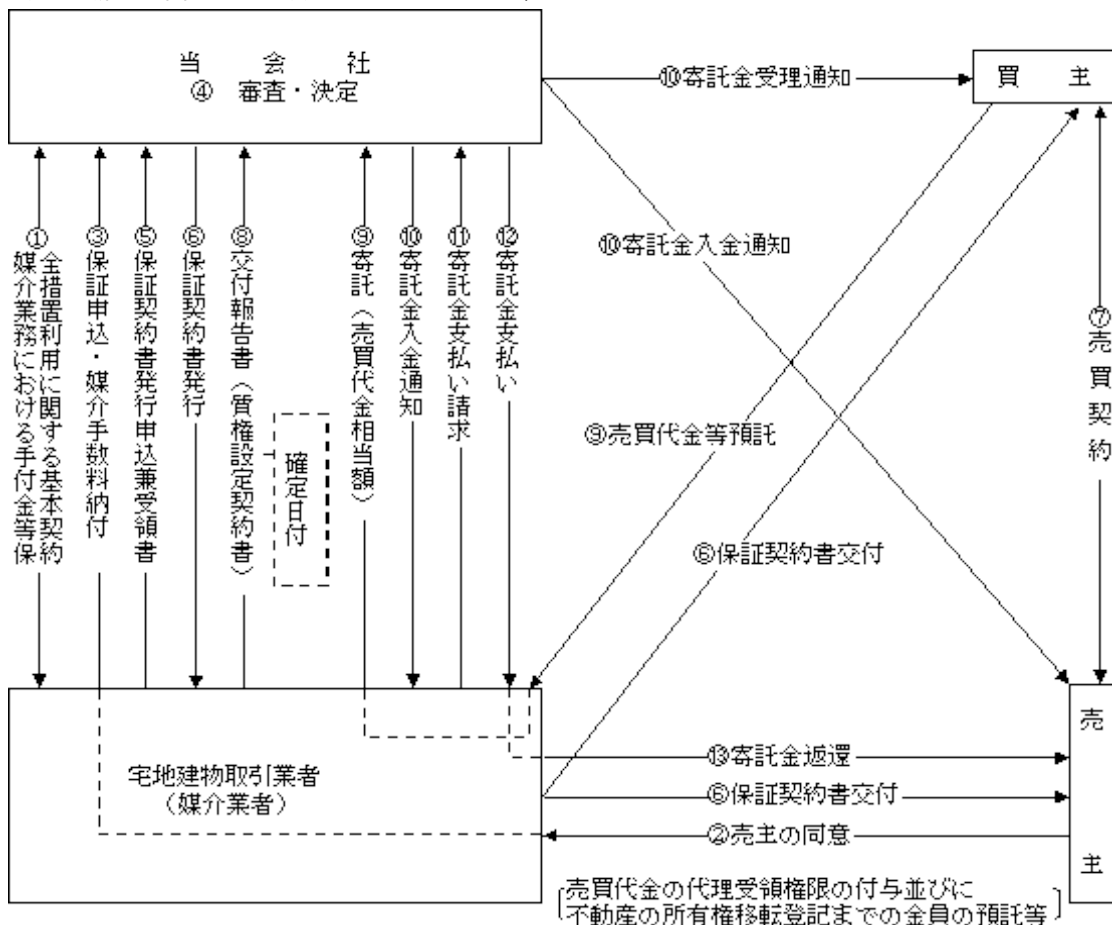 当会社
④ 審査・決定
⑩寄託金受理通知
買主
①媒介業務における手付金等保
全措置利用に関する基本契約
③保証申込・媒介手数料納付
⑤保証契約書発行申込兼受領書
⑥保証契約書発行
⑧交付報告書（質権設定契約書）
確定日付
⑨寄託（売買代金相当額）
⑩寄託金入金通知
⑪寄託金支払い請求
⑫寄託金支払い
⑩寄託金入金通知
⑦売買契約
⑨売買代金等預託
⑥保証契約書交付
宅地建物取引業者
（媒介業者）
⑬寄託金返還
⑥保証契約書交付
②売主の同意
売主
売買代金の代理受領権限の付与並びに
不動産の所有権移転登記までの金員の預託等